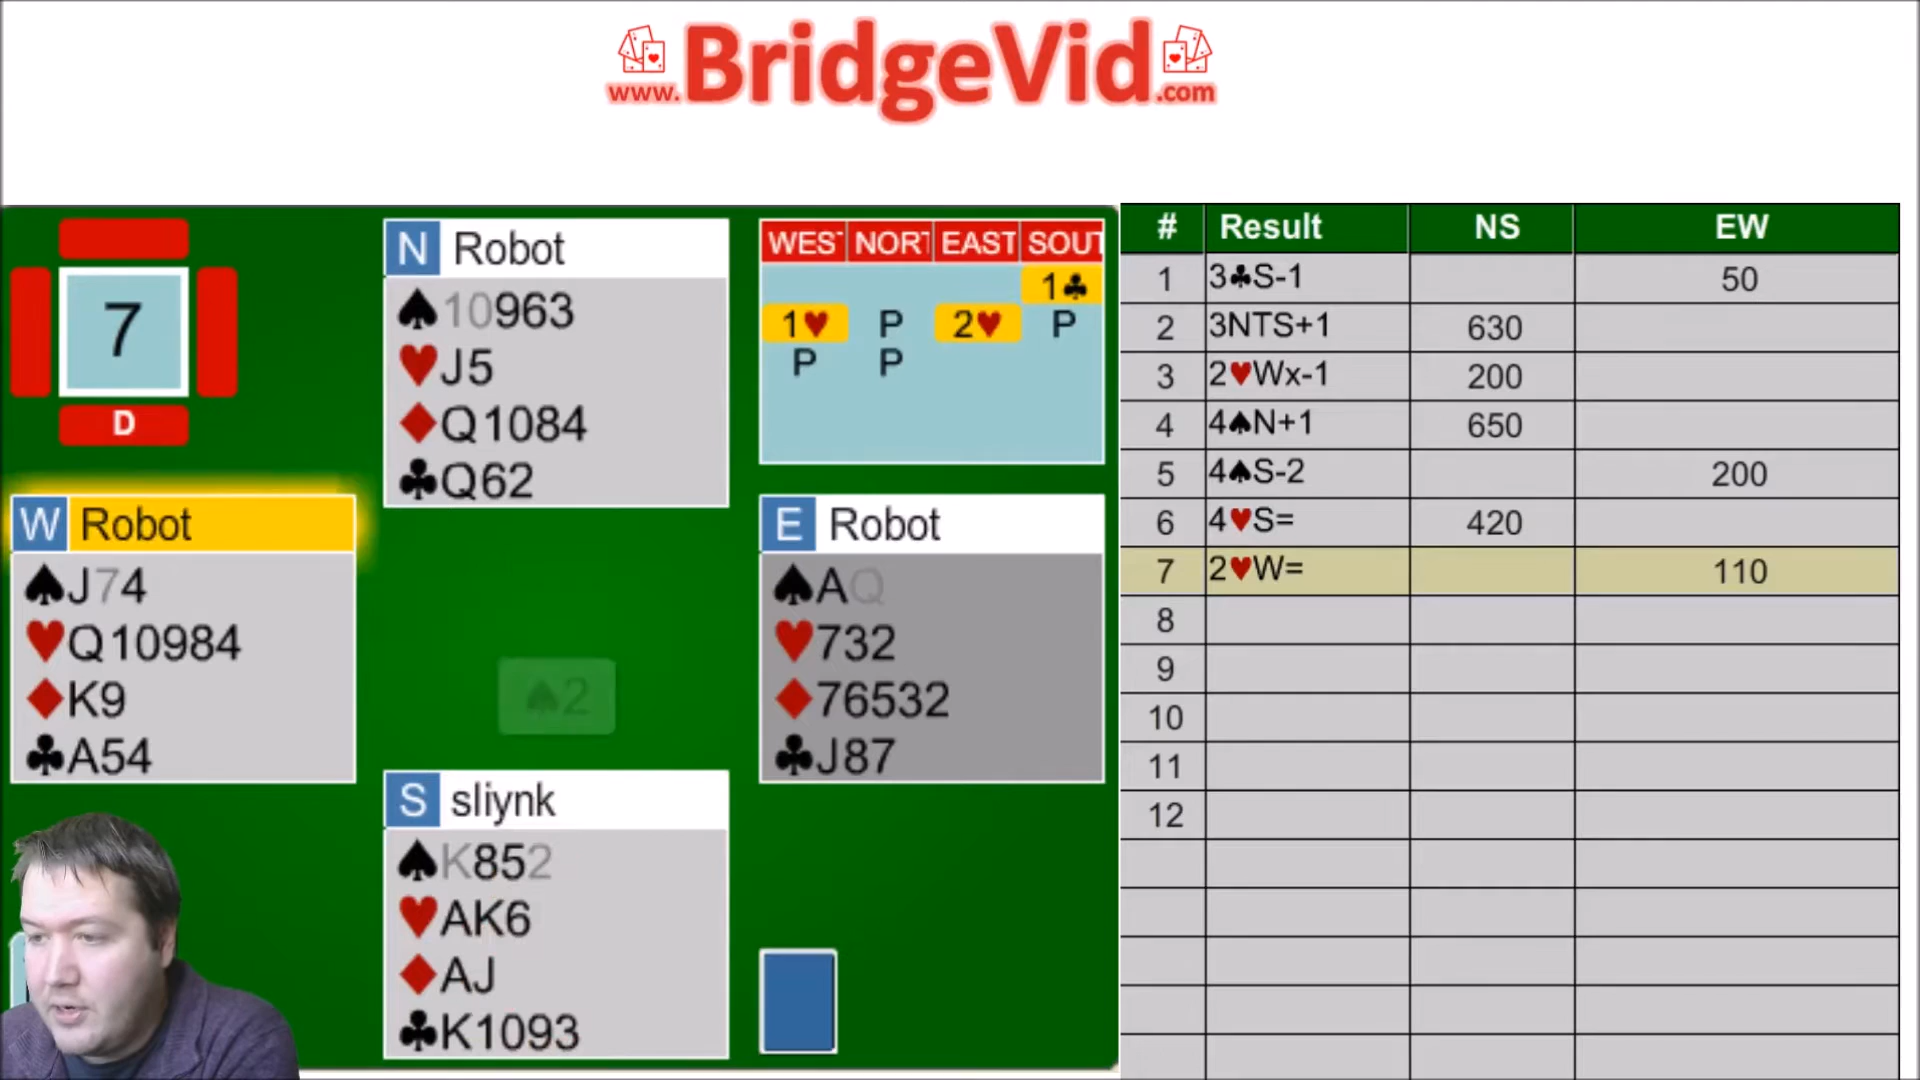 BridgeVid
www. .com
7
D
N Robot
♠10963
♥J5
♦Q1084
♣Q62
WEST NORT EAST SOUT
1♣
1♥ P 2♥ P
P P
W Robot
♠J74
♥Q10984
♦K9
♣A54
E Robot
♠AQ
♥732
♦76532
♣J87
♠2
S sliynk
♠K852
♥AK6
♦AJ
♣K1093
# Result NS EW
1 3♣S-1 50
2 3NTS+1 630
3 2♥Wx-1 200
4 4♠N+1 650
5 4♠S-2 200
6 4♥S= 420
7 2♥W= 110
8
9
10
11
12